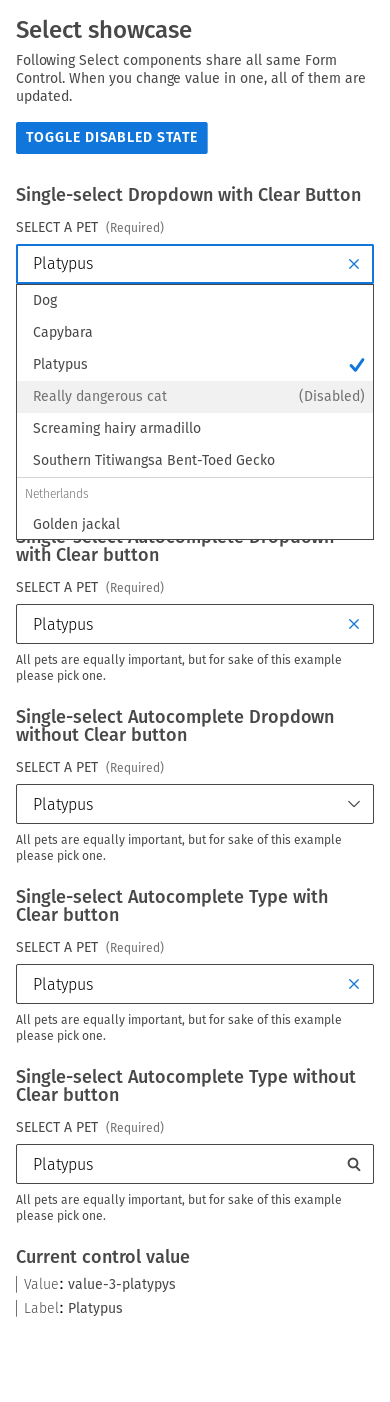 Select showcase
Following Select components share all same Form
Control. When you change value in one, all of them are
updated.
TOGGLE DISABLED STATE
Single-select Dropdown with Clear Button
SELECT A PET (Required)
Platypus
Dog
Capybara
Platypus
Really dangerous cat (Disabled)
Screaming hairy armadillo
Southern Titiwangsa Bent-Toed Gecko
Netherlands
Golden jackal
Single-select Autocomplete Dropdown
with Clear button
SELECT A PET (Required)
Platypus
All pets are equally important, but for sake of this example
please pick one.
Single-select Autocomplete Dropdown
without Clear button
SELECT A PET (Required)
Platypus
All pets are equally important, but for sake of this example
please pick one.
Single-select Autocomplete Type with
Clear button
SELECT A PET (Required)
Platypus
All pets are equally important, but for sake of this example
please pick one.
Single-select Autocomplete Type without
Clear button
SELECT A PET (Required)
Platypus
All pets are equally important, but for sake of this example
please pick one.
Current control value
Value: value-3-platypys
Label: Platypus